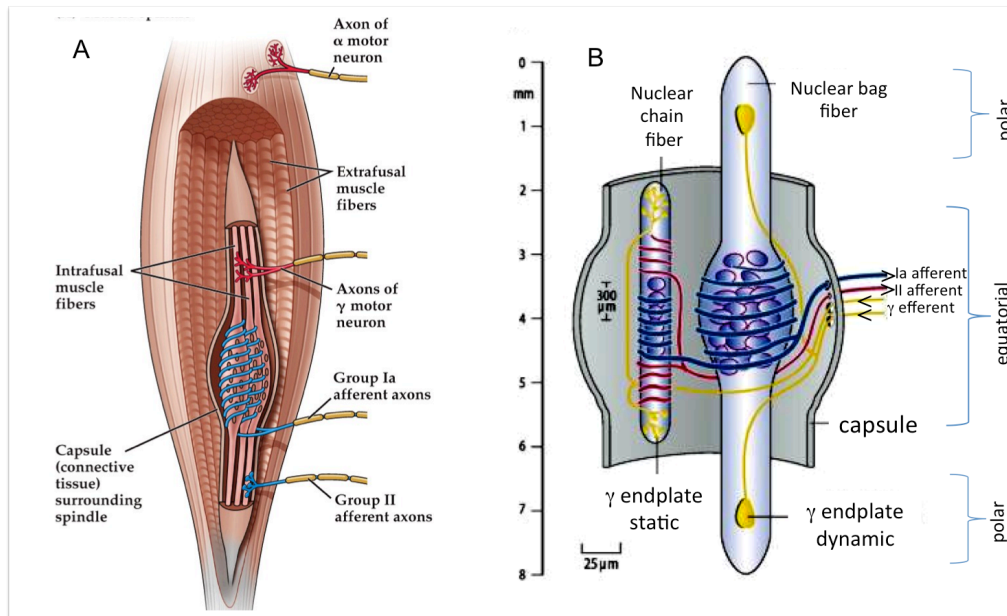 A
Axon of
α motor
neuron
Extrafusal
muscle
fibers
Intrafusal
muscle
fibers
Axons of
γ motor
neuron
Group Ia
afferent axons
Capsule
(connective
tissue)
surrounding
spindle
Group II
afferent axons
B
0
mm
1
2
3
4
5
6
7
8
300
μm
25μm
Nuclear
chain
fiber
Nuclear bag
fiber
polar
Ia afferent
II afferent
γ efferent
equatorial
capsule
γ endplate
static
γ endplate
dynamic
polar